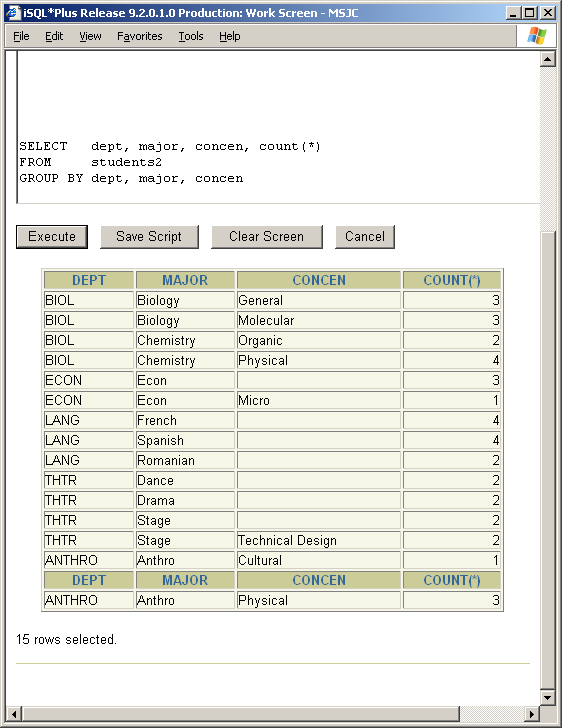 iSQL*Plus Release 9.2.0.1.0 Production: Work Screen - MSJC
File Edit View Favorites Tools Help
SELECT dept, major, concen, count(*)
FROM students2
GROUP BY dept, major, concen
Execute Save Script Clear Screen Cancel
DEPT MAJOR CONCEN COUNT(*)
BIOL Biology General 3
BIOL Biology Molecular 3
BIOL Chemistry Organic 2
BIOL Chemistry Physical 4
ECON Econ 3
ECON Econ Micro 1
LANG French 4
LANG Spanish 4
LANG Romanian 2
THTR Dance 2
THTR Drama 2
THTR Stage 2
THTR Stage Technical Design 2
ANTHRO Anthro Cultural 1
DEPT MAJOR CONCEN COUNT(*)
ANTHRO Anthro Physical 3
15 rows selected.